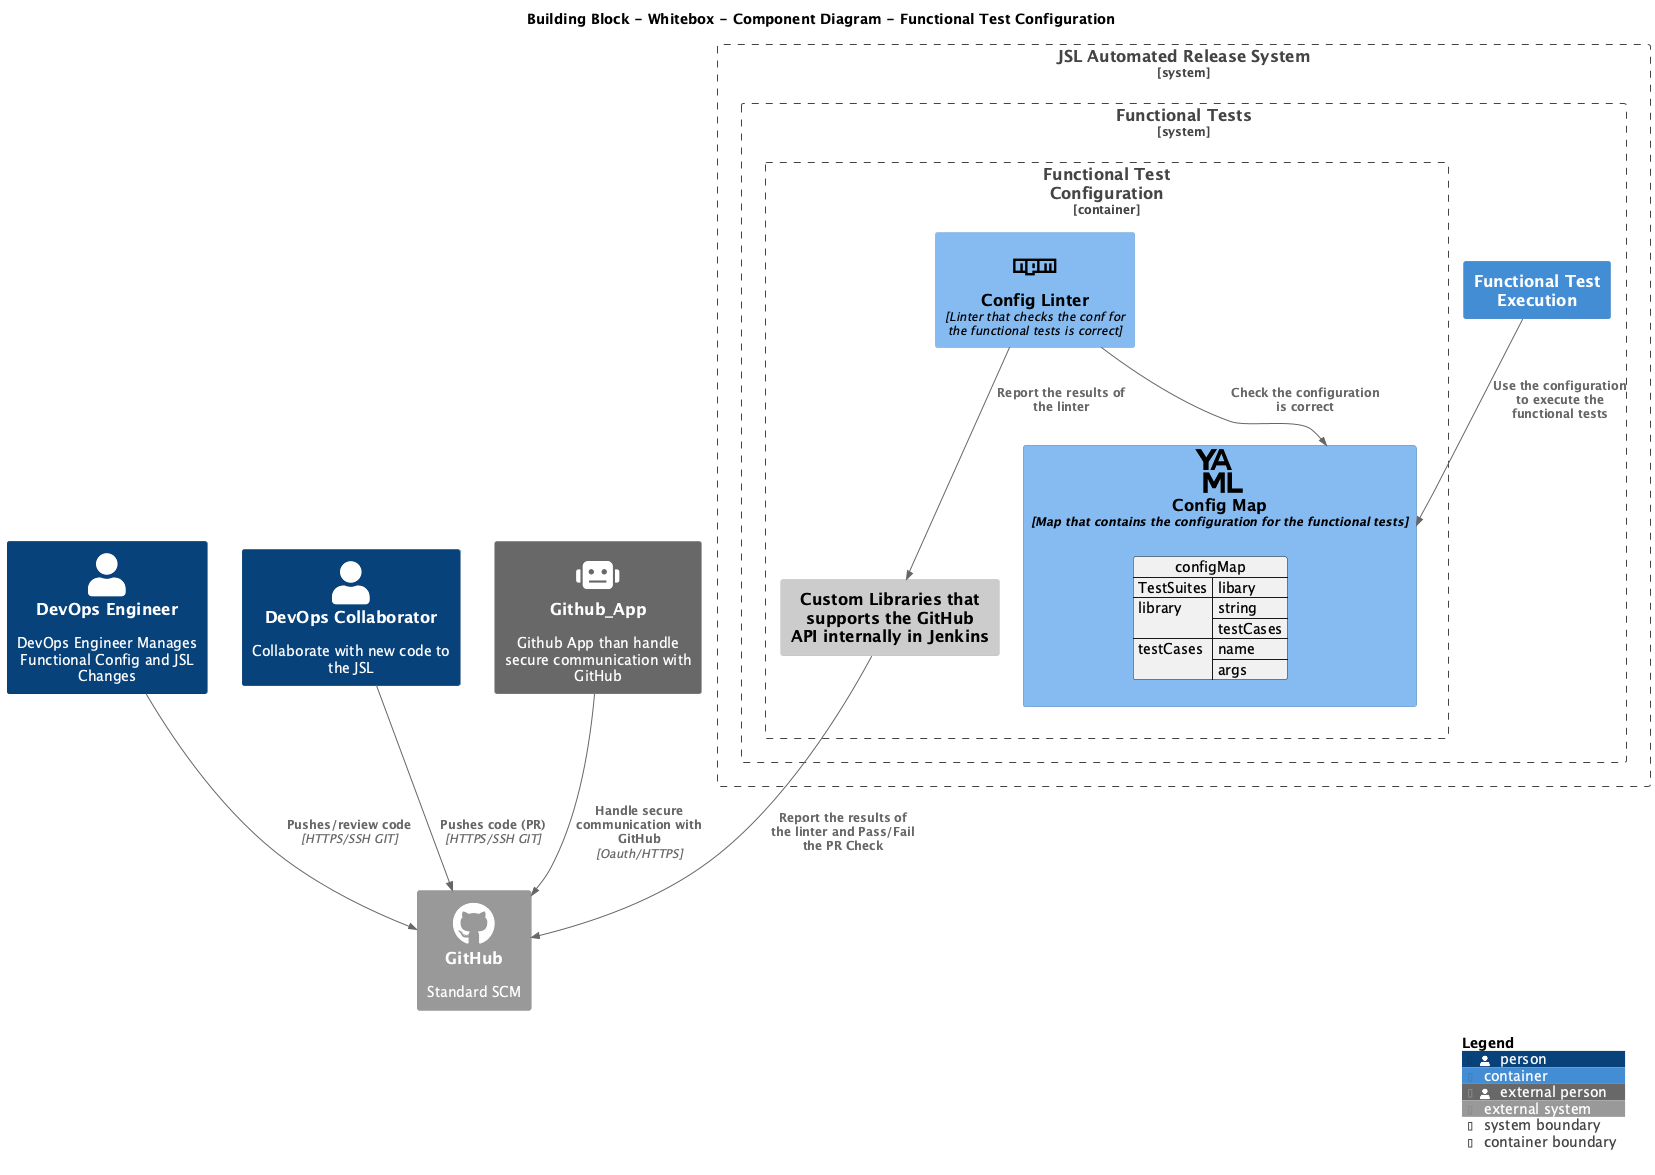 Building Block - Whitebox - Component Diagram - Functional Test Configuration
JSL Automated Release System
[system]
Functional Tests
[system]
Functional Test
Configuration
[container]
npm
Config Linter
[Linter that checks the conf for
the functional tests is correct]
Functional Test
Execution
Report the results of
the linter
Check the configuration
is correct
Use the configuration
to execute the
functional tests
YA
ML
Config Map
[Map that contains the configuration for the functional tests]
configMap
TestSuites libary
library string
testCases
testCases name
args
Custom Libraries that
supports the GitHub
API internally in Jenkins
DevOps Engineer
DevOps Engineer Manages
Functional Config and JSL
Changes
DevOps Collaborator
Collaborate with new code to
the JSL
Github_App
Github App than handle
secure communication with
GitHub
Pushes/review code
[HTTPS/SSH GIT]
Pushes code (PR)
[HTTPS/SSH GIT]
Handle secure
communication with
GitHub
[Oauth/HTTPS]
Report the results of
the linter and Pass/Fail
the PR Check
GitHub
Standard SCM
Legend
person
container
external person
external system
system boundary
container boundary